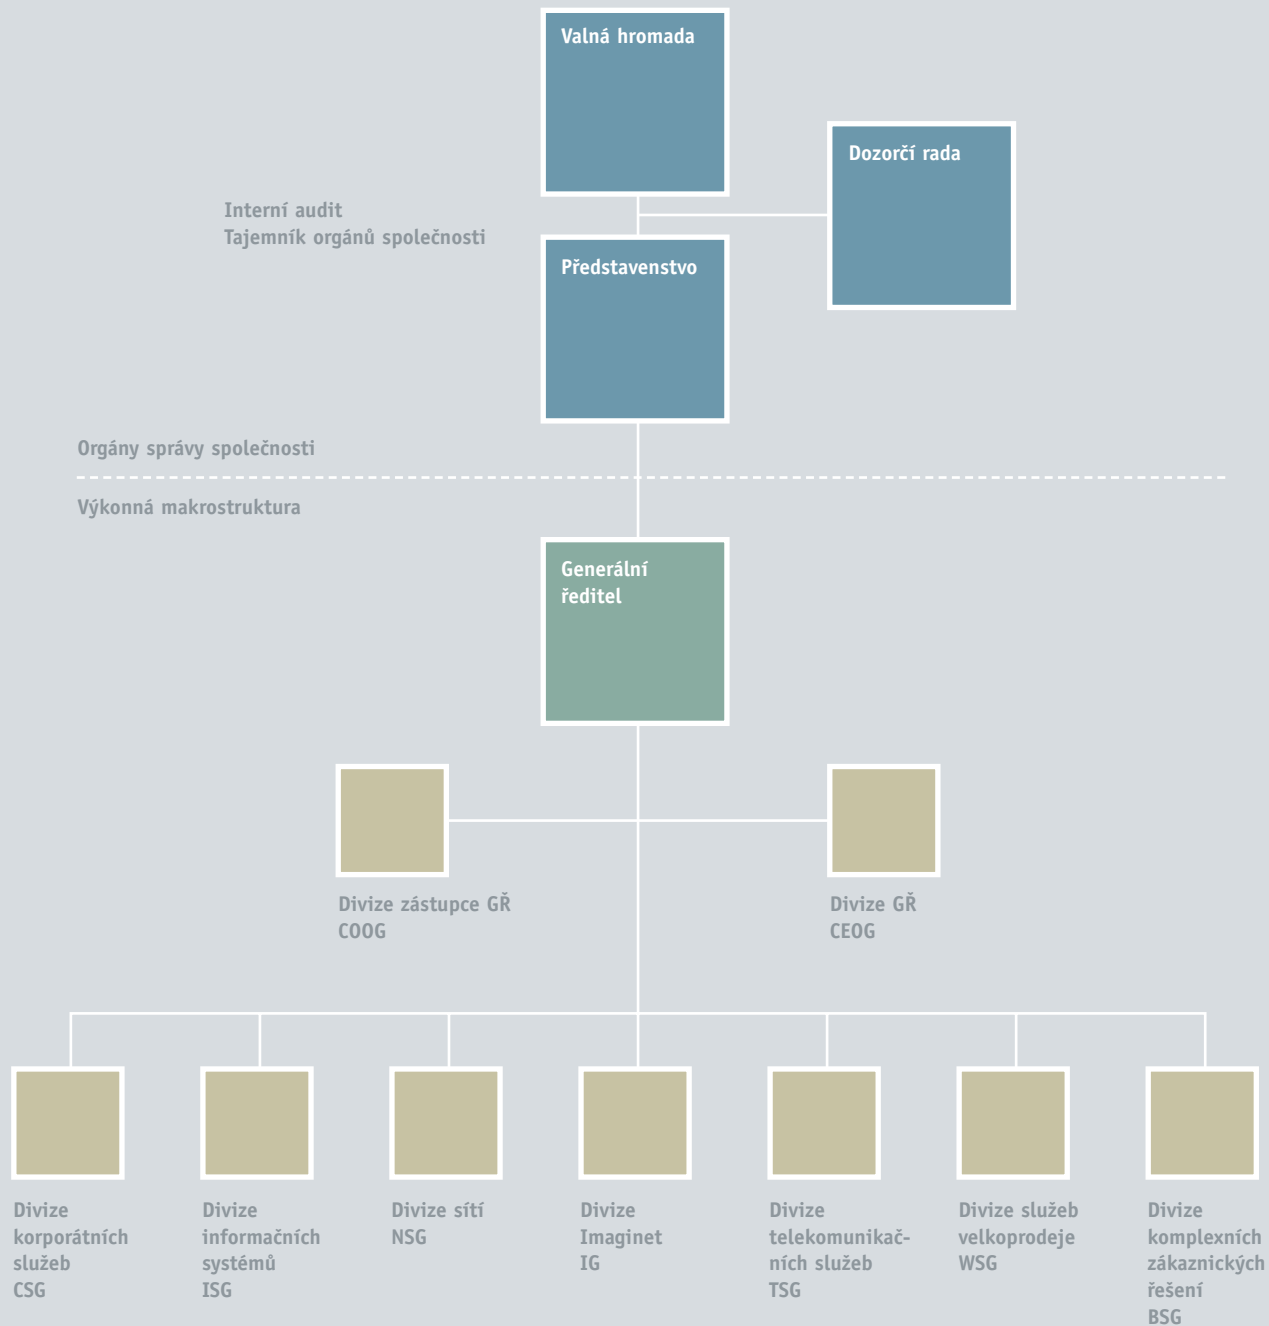 Valná hromada
Dozorčí rada
Interní audit
Tajemník orgánů společnosti
Představenstvo
Orgány správy společnosti
Výkonná makrostruktura
Generální
ředitel
Divize zástupce GŘ
COOG
Divize GŘ
CEOG
Divize
korporátních
služeb
CSG
Divize
informačních
systémů
ISG
Divize sítí
NSG
Divize
Imaginet
IG
Divize
telekomunikač-
ních služeb
TSG
Divize služeb
velkoprodeje
WSG
Divize
komplexních
zákaznických
řešení
BSG